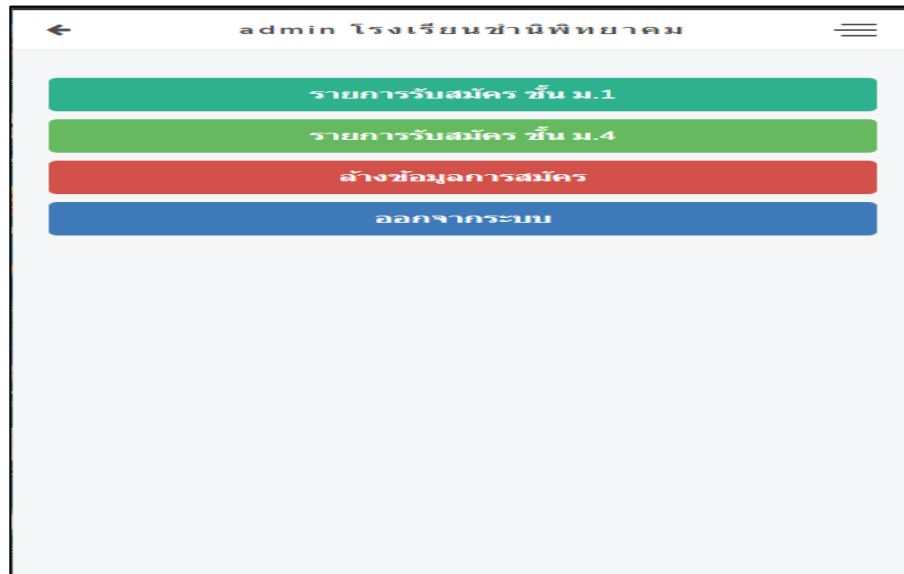 admin โรงเรียนชำนิพิทยาคม
รายการรับสมัคร ชั้น ม.1
รายการรับสมัคร ชั้น ม.4
ล้างข้อมูลการสมัคร
ออกจากระบบ